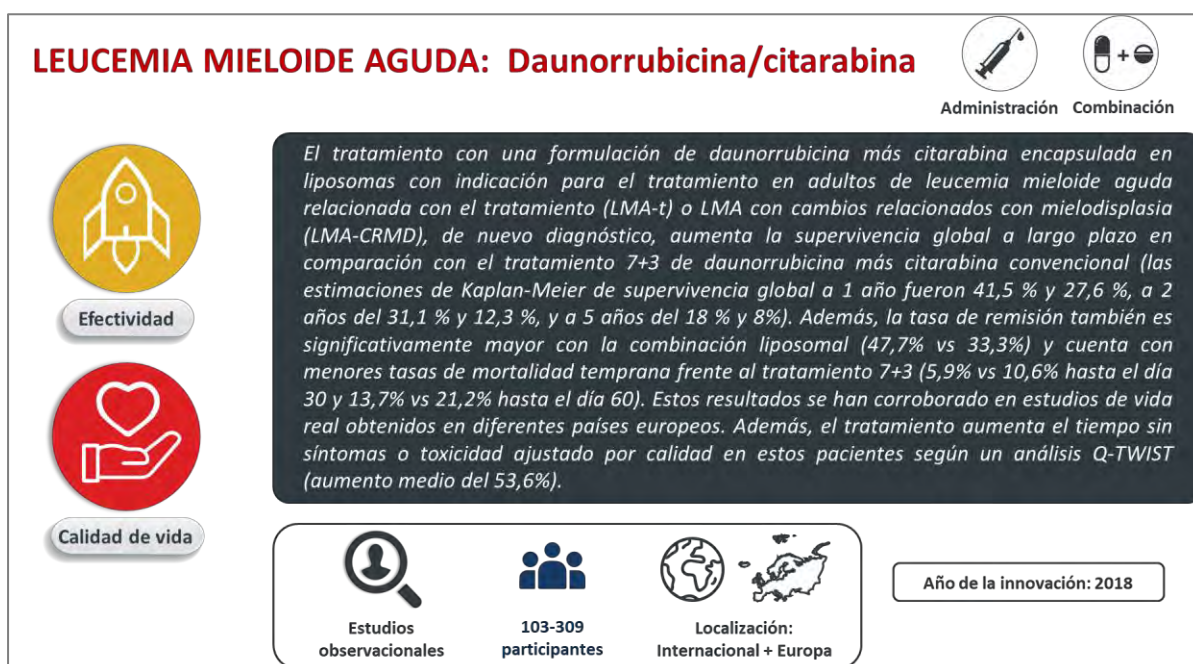 LEUCEMIA MIELOIDE AGUDA: Daunorrubicina/citarabina
Administración
Combinación
El tratamiento con una formulación de daunorrubicina más citarabina encapsulada en
liposomas con indicación para el tratamiento en adultos de leucemia mieloide aguda
relacionada con el tratamiento (LMA-t) o LMA con cambios relacionados con mielodisplasia
(LMA-CRMD), de nuevo diagnóstico, aumenta la supervivencia global a largo plazo en
comparación con el tratamiento 7+3 de daunorrubicina más citarabina convencional (las
estimaciones de Kaplan-Meier de supervivencia global a 1 año fueron 41,5 % y 27,6 %, a 2
años del 31,1 % y 12,3 %, y a 5 años del 18 % y 8%). Además, la tasa de remisión también es
significativamente mayor con la combinación liposomal (47,7% vs 33,3%) y cuenta con
menores tasas de mortalidad temprana frente al tratamiento 7+3 (5,9% vs 10,6% hasta el día
30 y 13,7% vs 21,2% hasta el día 60). Estos resultados se han corroborado en estudios de vida
real obtenidos en diferentes países europeos. Además, el tratamiento aumenta el tiempo sin
síntomas o toxicidad ajustado por calidad en estos pacientes según un análisis Q-TWIST
(aumento medio del 53,6%).
Efectividad
Calidad de vida
Estudios
observacionales
103-309
participantes
Localización:
Internacional + Europa
Año de la innovación: 2018